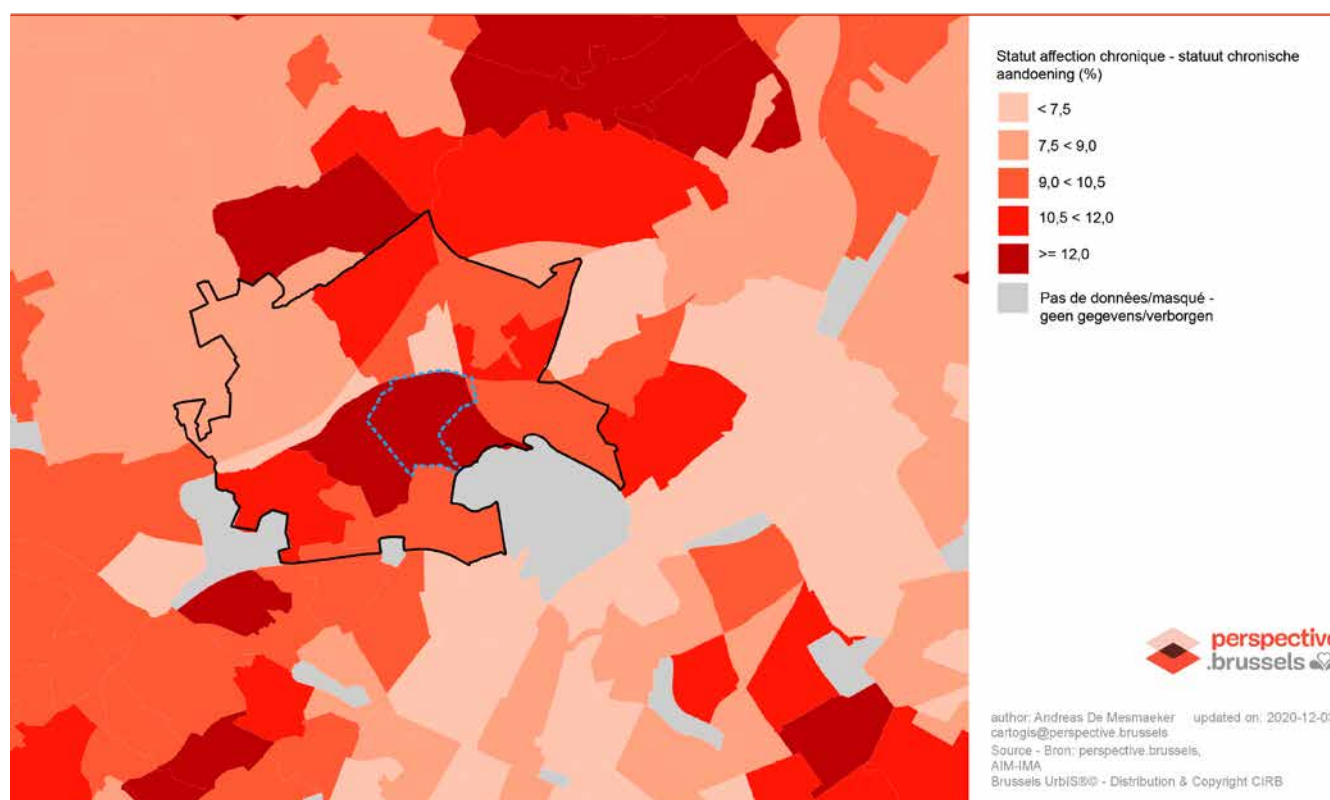 Statut affection chronique - statuut chronische
aandoening (%)
< 7,5
7,5 < 9,0
9,0 < 10,5
10,5 < 12,0
>= 12,0
Pas de données/masqué -
geen gegevens/verborgen
perspective
.brussels
author: Andreas De Mesmaeker updated on: 2020-12-03
cartogis@perspective.brussels
Source - Bron: perspective.brussels,
AIM-IMA
Brussels UrbIS®© - Distribution & Copyright CIRB